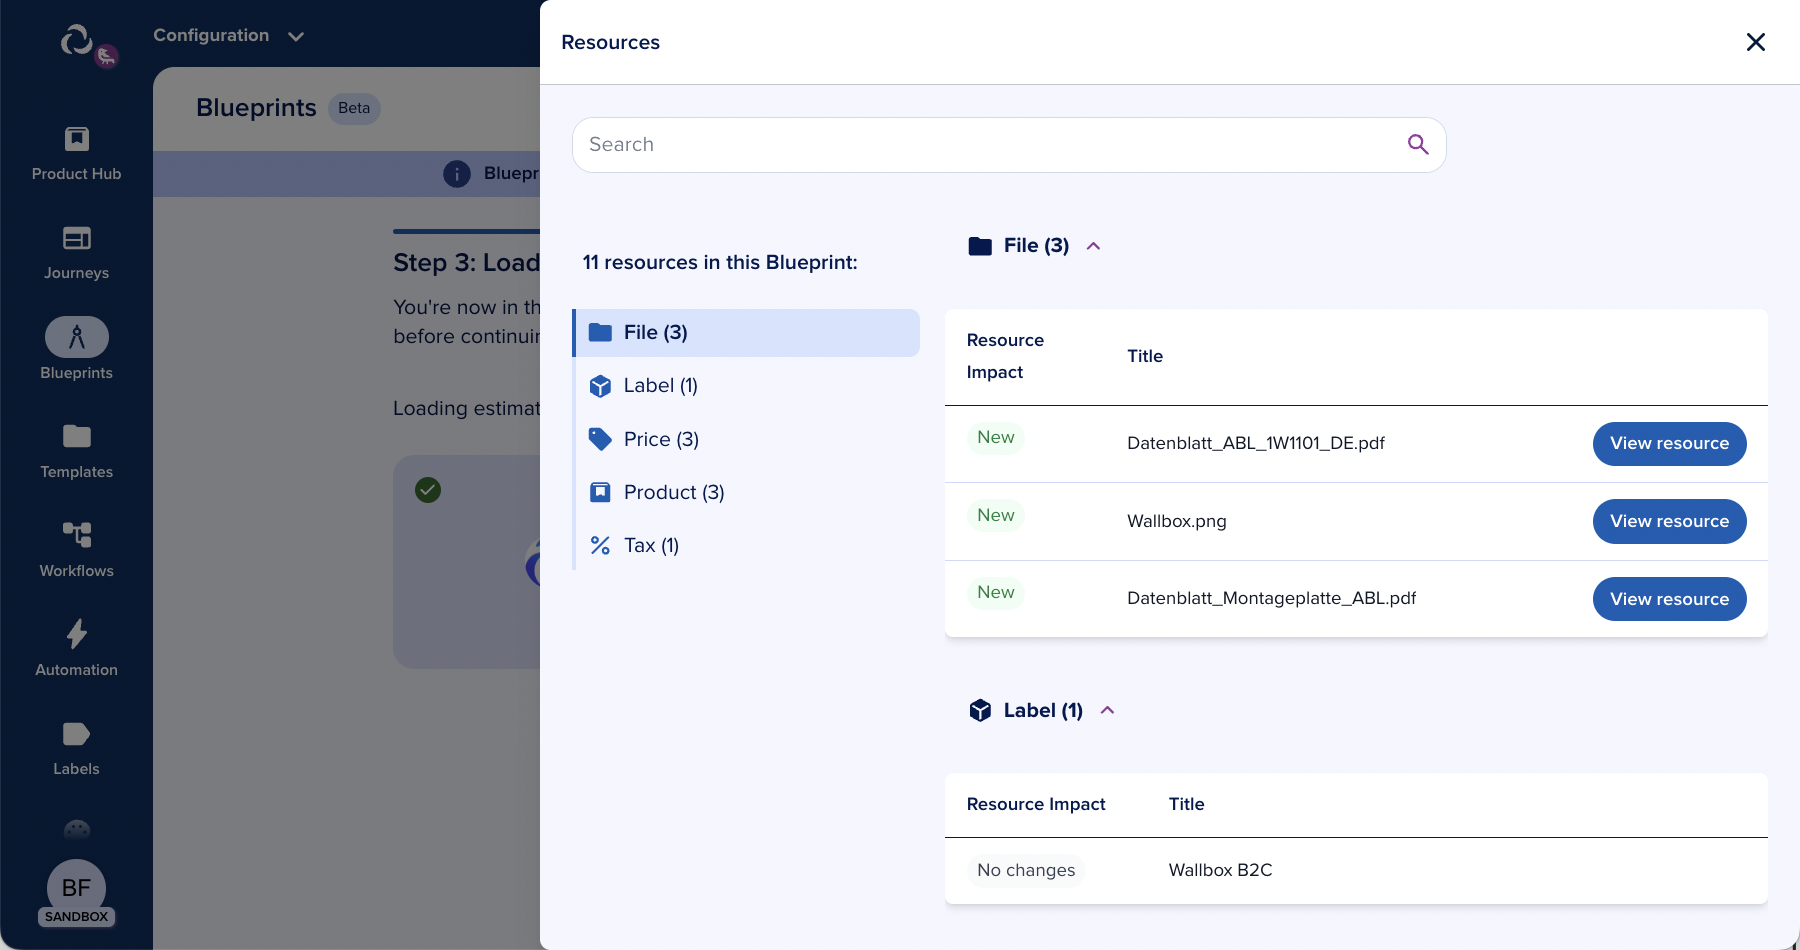 Configuration
Product Hub
Journeys
Blueprints
Templates
Workflows
Automation
Labels
BF
SANDBOX
Blueprints Beta
i Bluepr
Step 3: Load
You're now in th
before continuin
Loading estimat
Resources
Search
11 resources in this Blueprint:
File (3)
Label (1)
Price (3)
Product (3)
Tax (1)
File (3)
Resource
Impact
Title
New Datenblatt_ABL_1W1101_DE.pdf View resource
New Wallbox.png View resource
New Datenblatt_Montageplatte_ABL.pdf View resource
Label (1)
Resource Impact Title
No changes Wallbox B2C